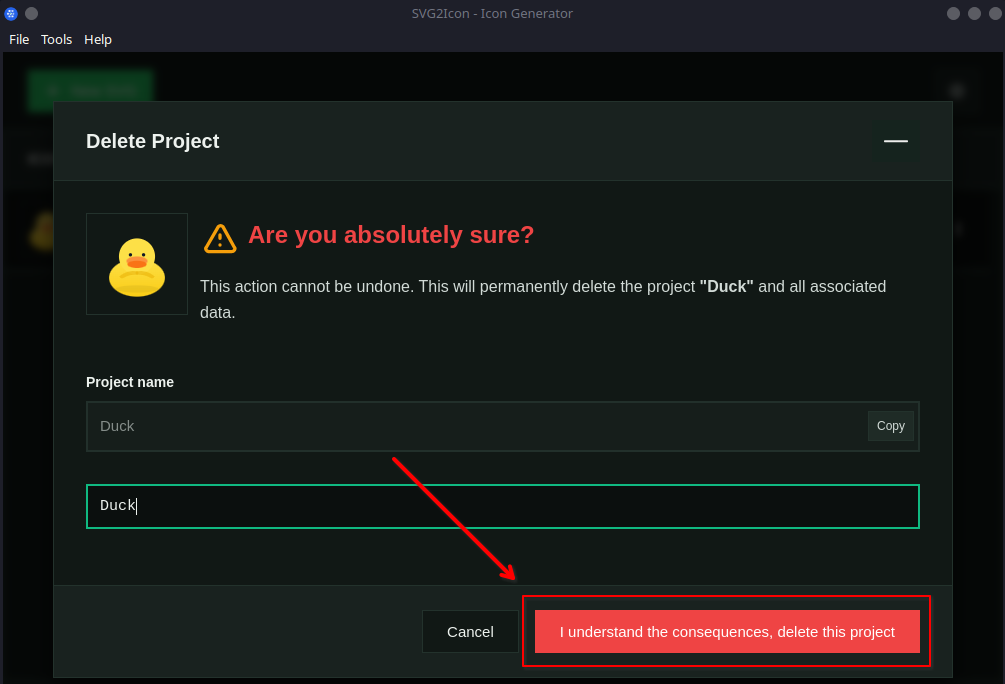 SVG2Icon - Icon Generator
File Tools Help
Delete Project
Are you absolutely sure?
This action cannot be undone. This will permanently delete the project "Duck" and all associated
data.
Project name
Duck
Copy
Duck
Cancel
I understand the consequences, delete this project